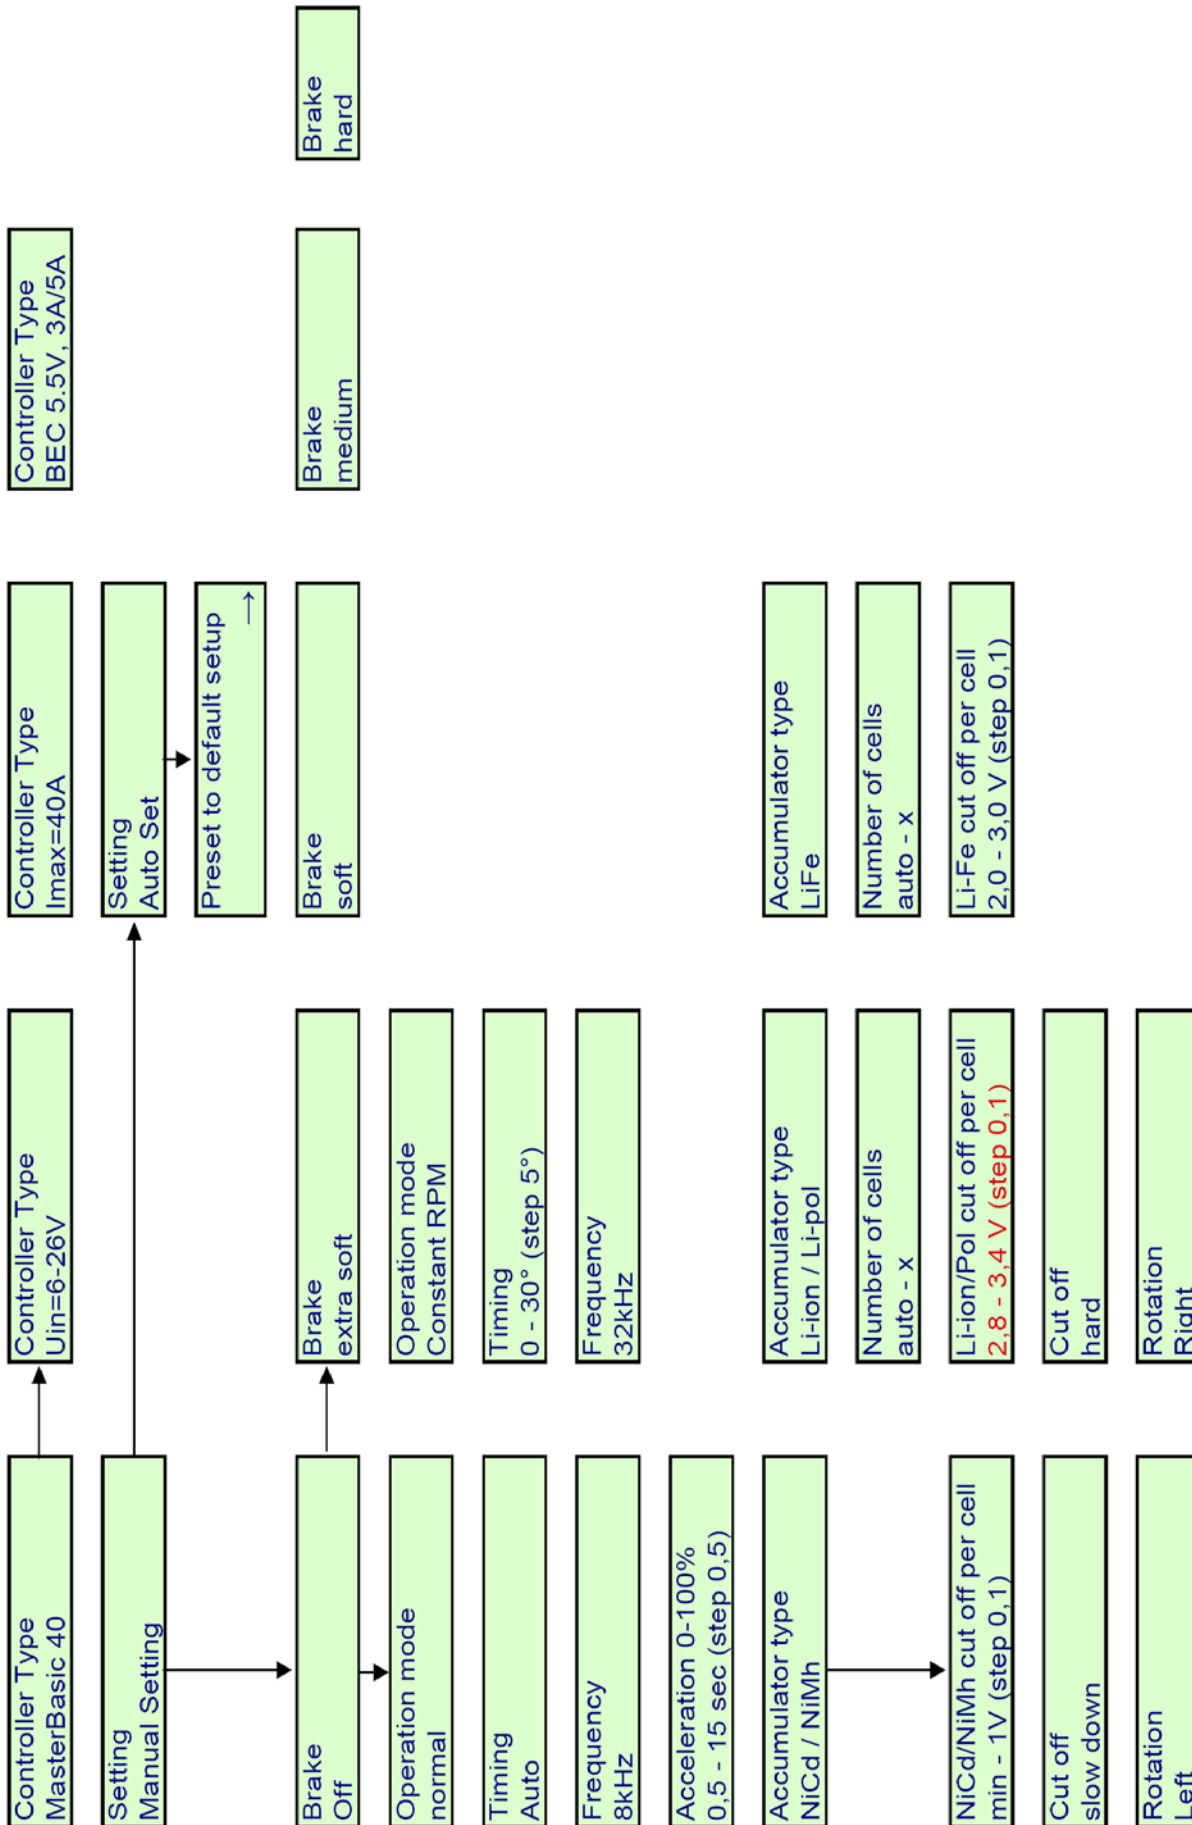 Controller Type
MasterBasic 40
Controller Type
Uin=6-26V
Controller Type
Imax=40A
Controller Type
BEC 5.5V, 3A/5A
Setting
Manual Setting
Setting
Auto Set
Preset to default setup
→
Brake
Off
Brake
extra soft
Brake
soft
Brake
medium
Brake
hard
Operation mode
normal
Operation mode
Constant RPM
Timing
Auto
Timing
0 - 30° (step 5°)
Frequency
8kHz
Frequency
32kHz
Acceleration 0-100%
0,5 - 15 sec (step 0,5)
Accumulator type
NiCd / NiMh
Accumulator type
Li-ion / Li-pol
Accumulator type
LiFe
Number of cells
auto - x
Number of cells
auto - x
NiCd/NiMh cut off per cell
min - 1V (step 0,1)
Li-ion/Pol cut off per cell
2,8 - 3,4 V (step 0,1)
Li-Fe cut off per cell
2,0 - 3,0 V (step 0,1)
Cut off
slow down
Cut off
hard
Rotation
Left
Rotation
Right